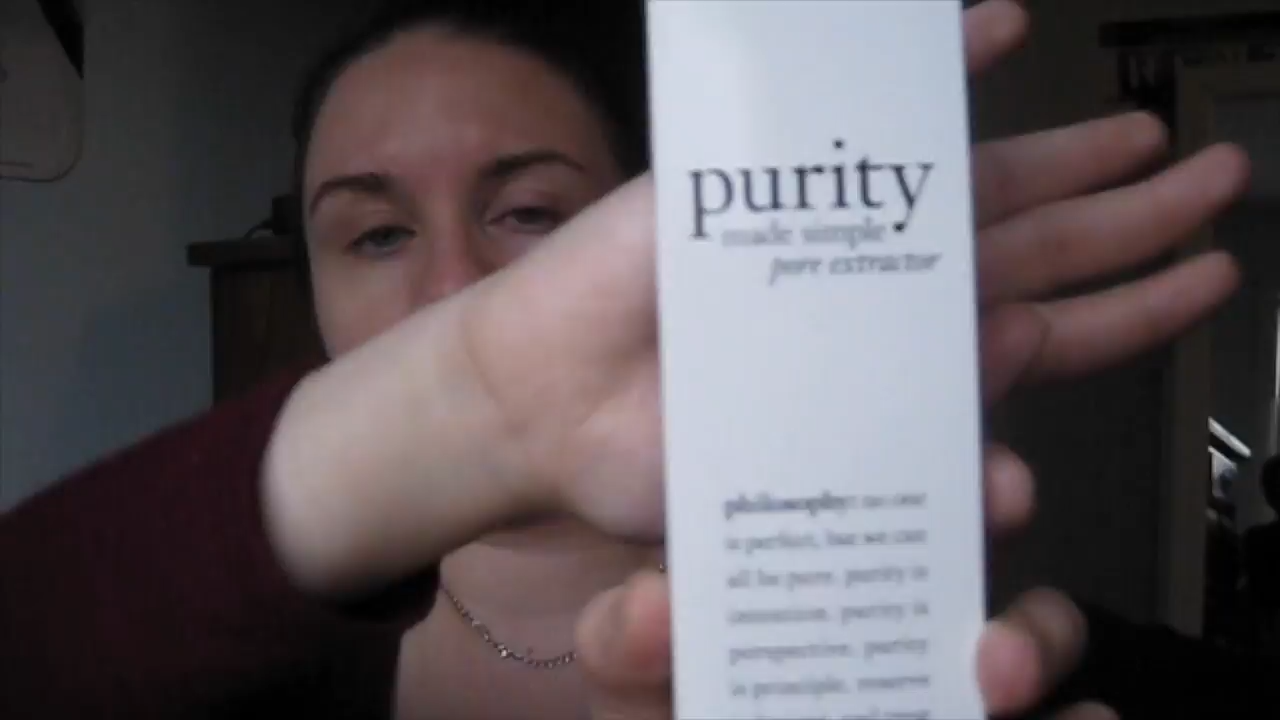 purity
made simple
pore extractor
philosophy: no one
is perfect, but we can
all be pure. purity is
purity is
perspective. purity
is principle.